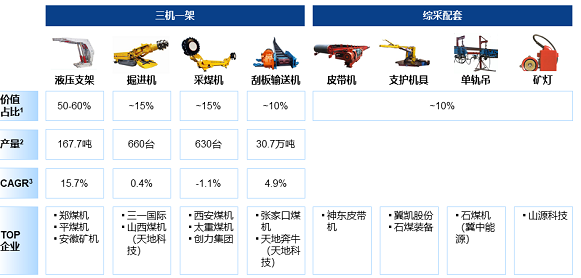 三机一架
综采配套
液压支架
掘进机
采煤机
刮板输送机
皮带机
支护机具
单轨吊
矿灯
价值
占比1
50-60%
~15%
~15%
~10%
~10%
产量2
167.7吨
660台
630台
30.7万吨
CAGR3
15.7%
0.4%
-1.1%
4.9%
TOP
企业
▪ 郑煤机
▪ 平煤机
▪ 安徽矿机
▪ 三一国际
▪ 山西煤机
(天地科
技)
▪ 西安煤机
▪ 太重煤机
▪ 创力集团
▪ 张家口煤
机
▪ 天地奔牛
(天地科
技)
▪ 神东皮带
机
▪ 冀凯股份
▪ 石煤装备
▪ 石煤机
(冀中能
源)
▪ 山源科技